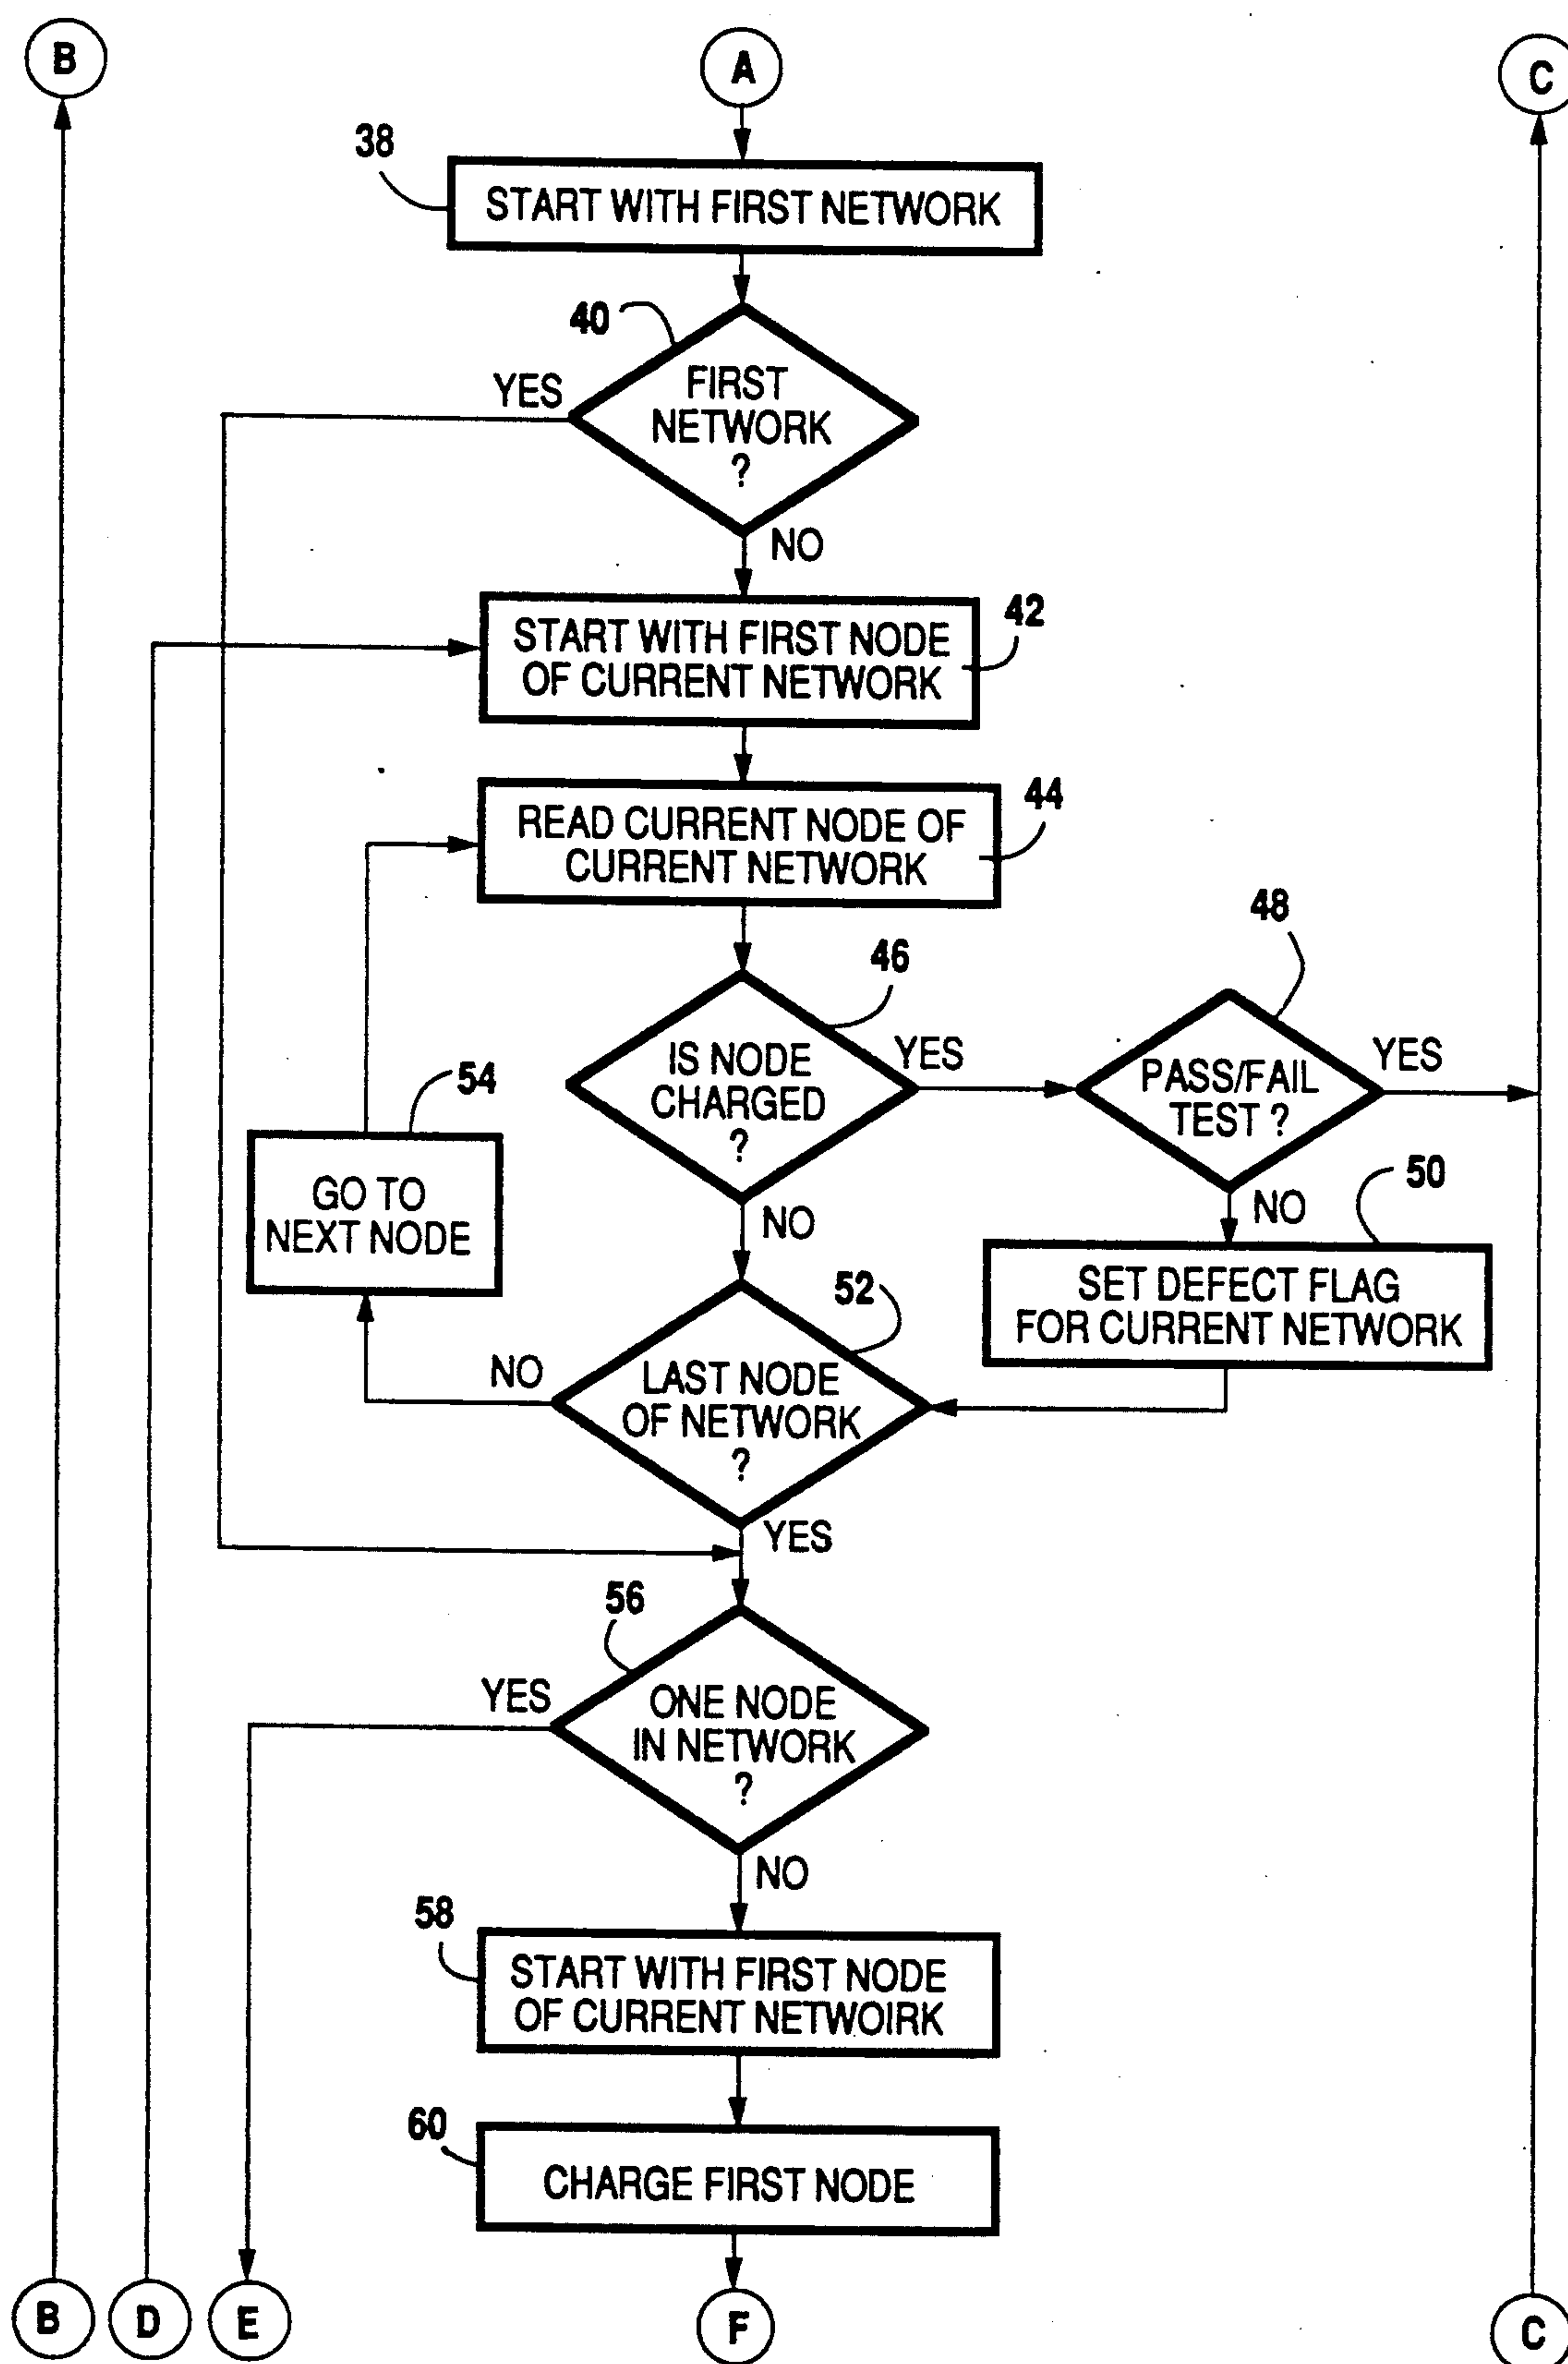 B
A
C
38
START WITH FIRST NETWORK
40
YES
FIRST
NETWORK
?
NO
42
START WITH FIRST NODE
OF CURRENT NETWORK
44
READ CURRENT NODE OF
CURRENT NETWORK
46
48
IS NODE
CHARGED
?
YES
PASS/FAIL
TEST ?
YES
54
GO TO
NEXT NODE
NO
NO
50
SET DEFECT FLAG
FOR CURRENT NETWORK
52
NO
LAST NODE
OF NETWORK
?
YES
56
YES
ONE NODE
IN NETWORK
?
NO
58
START WITH FIRST NODE
OF CURRENT NETWOIRK
60
CHARGE FIRST NODE
B
D
E
F
C